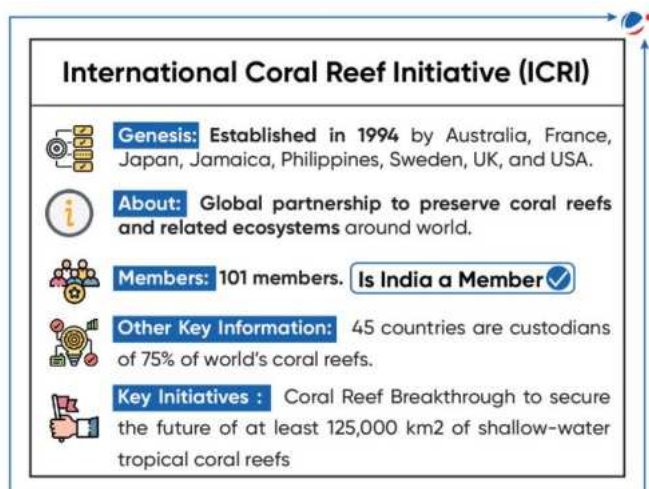 International Coral Reef Initiative (ICRI)
Genesis: Established in 1994 by Australia, France,
Japan, Jamaica, Philippines, Sweden, UK, and USA.
About: Global partnership to preserve coral reefs
and related ecosystems around world.
Members: 101 members. Is India a Member
Other Key Information: 45 countries are custodians
of 75% of world's coral reefs.
Key Initiatives : Coral Reef Breakthrough to secure
the future of at least 125,000 km2 of shallow-water
tropical coral reefs